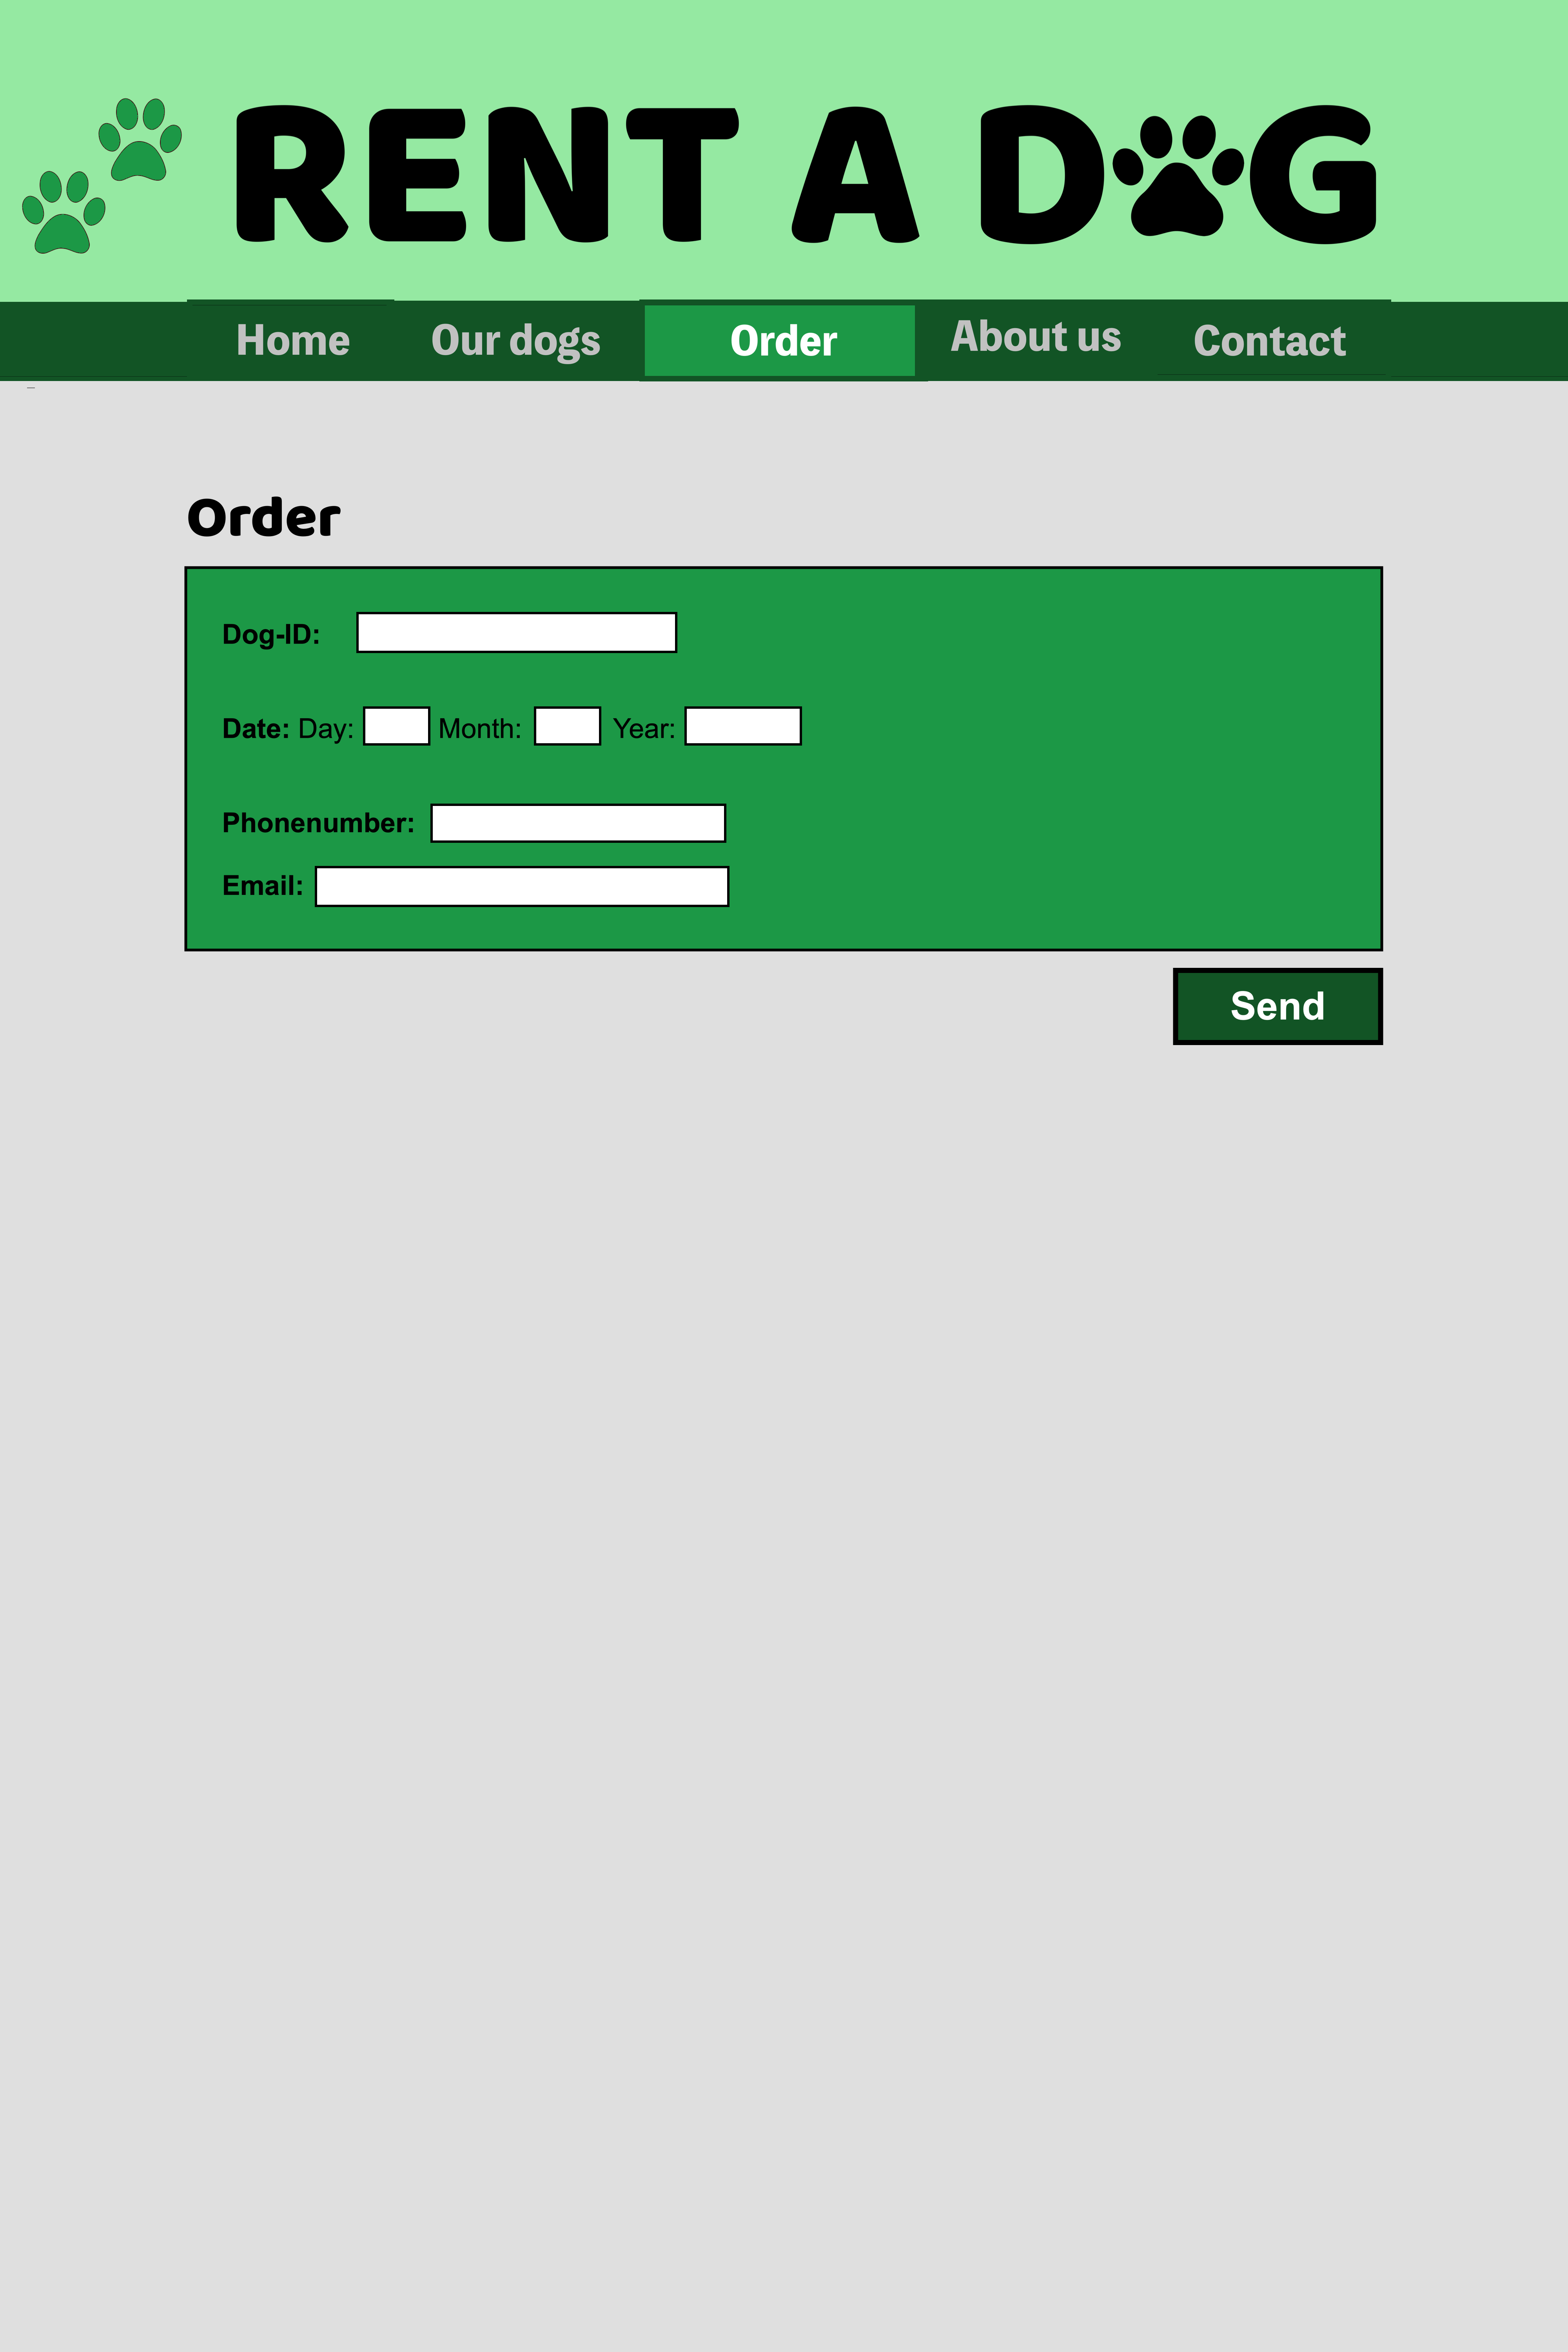 RENT A DOG
Home Our dogs Order About us Contact
Order
Dog-ID:
Date: Day: Month: Year:
Phonenumber:
Email:
Send